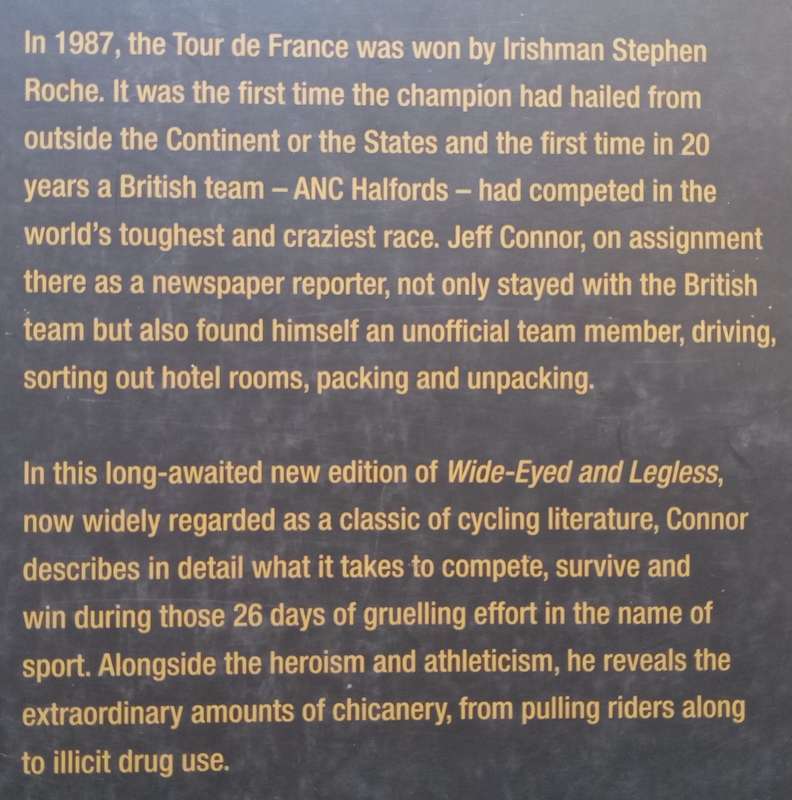 In 1987, the Tour de France was won by Irishman Stephen
Roche. It was the first time the champion had hailed from
outside the Continent or the States and the first time in 20
years a British team – ANC Halfords – had competed in the
world's toughest and craziest race. Jeff Connor, on assignment
there as a newspaper reporter, not only stayed with the British
team but also found himself an unofficial team member, driving,
sorting out hotel rooms, packing and unpacking.
In this long-awaited new edition of Wide-Eyed and Legless,
now widely regarded as a classic of cycling literature, Connor
describes in detail what it takes to compete, survive and
win during those 26 days of gruelling effort in the name of
sport. Alongside the heroism and athleticism, he reveals the
extraordinary amounts of chicanery, from pulling riders along
to illicit drug use.